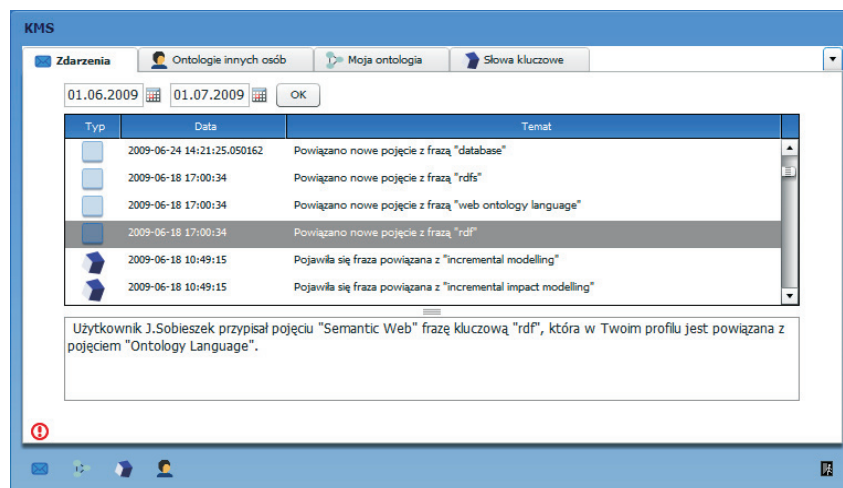 KMS
Zdarzenia Ontologie innych osób Moja ontologia Słowa kluczowe
01.06.2009 01.07.2009 OK
Typ Data Temat
2009-06-24 14:21:25.050162 Powiązano nowe pojęcie z frazą "database"
2009-06-18 17:00:34 Powiązano nowe pojęcie z frazą "rdfs"
2009-06-18 17:00:34 Powiązano nowe pojęcie z frazą "web ontology language"
2009-06-18 17:00:34 Powiązano nowe pojęcie z frazą "rdf"
2009-06-18 10:49:15 Pojawiła się fraza powiązana z "incremental modelling"
2009-06-18 10:49:15 Pojawiła się fraza powiązana z "incremental impact modelling"
Użytkownik J.Sobieszek przypisał pojęciu "Semantic Web" frazę kluczową "rdf", która w Twoim profilu jest powiązana z
pojęciem "Ontology Language".